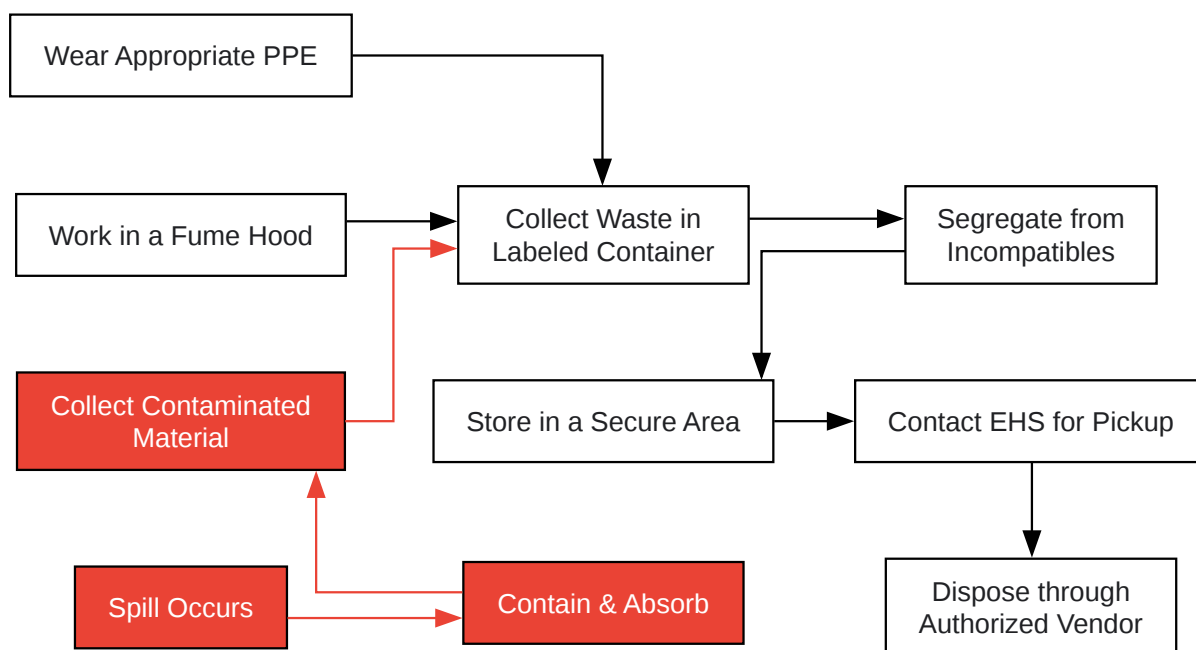 Wear Appropriate PPE
Work in a Fume Hood
Collect Waste in
Labeled Container
Segregate from
Incompatibles
Collect Contaminated
Material
Store in a Secure Area
Contact EHS for Pickup
Spill Occurs
Contain & Absorb
Dispose through
Authorized Vendor